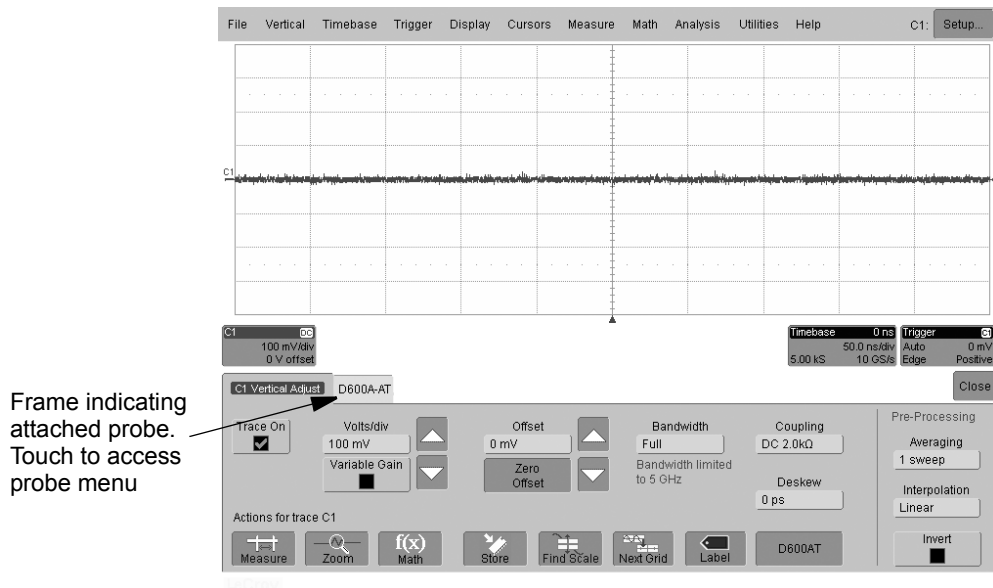 File Vertical Timebase Trigger Display Cursors Measure Math Analysis Utilities Help C1: Setup...
C1
C1 DC
100 mV/div
0 V offset
Timebase 0 ns
50.0 ns/div
5.00 kS 10 GS/s
Trigger C1
Auto 0 mV
Edge Positive
C1 Vertical Adjust D600A-AT Close
Frame indicating
attached probe.
Touch to access
probe menu
Trace On
Volts/div
100 mV
Variable Gain
Offset
0 mV
Zero
Offset
Bandwidth
Full
Bandwidth limited
to 5 GHz
Coupling
DC 2.0kΩ
Deskew
0 ps
Pre-Processing
Averaging
1 sweep
Interpolation
Linear
Invert
Actions for trace C1
Measure Zoom f(x) Math Store Find Scale Next Grid Label D600AT